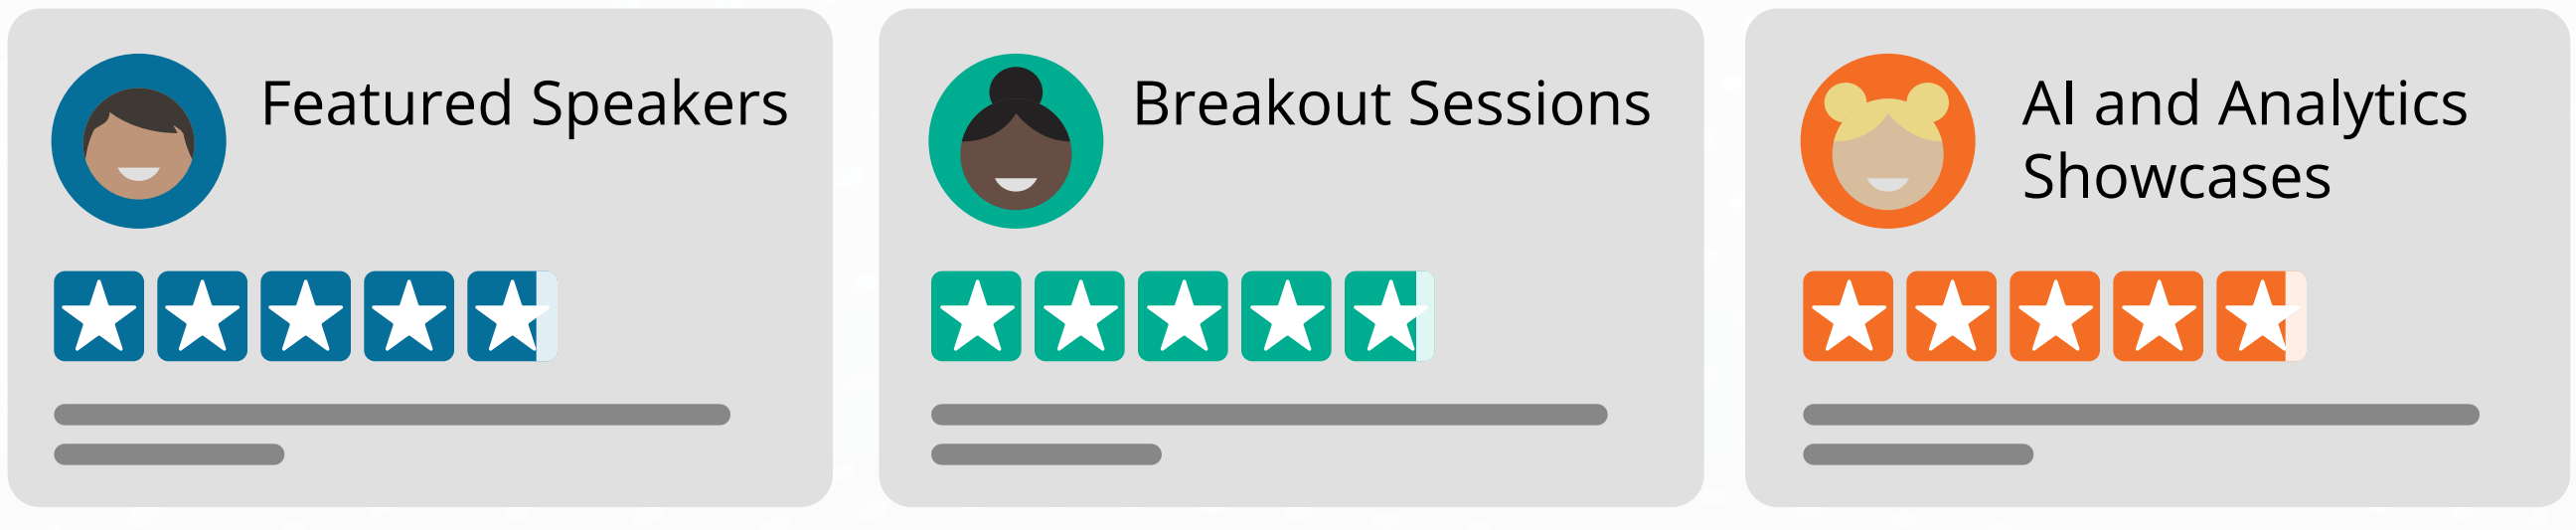 Featured Speakers
Breakout Sessions
AI and Analytics
Showcases